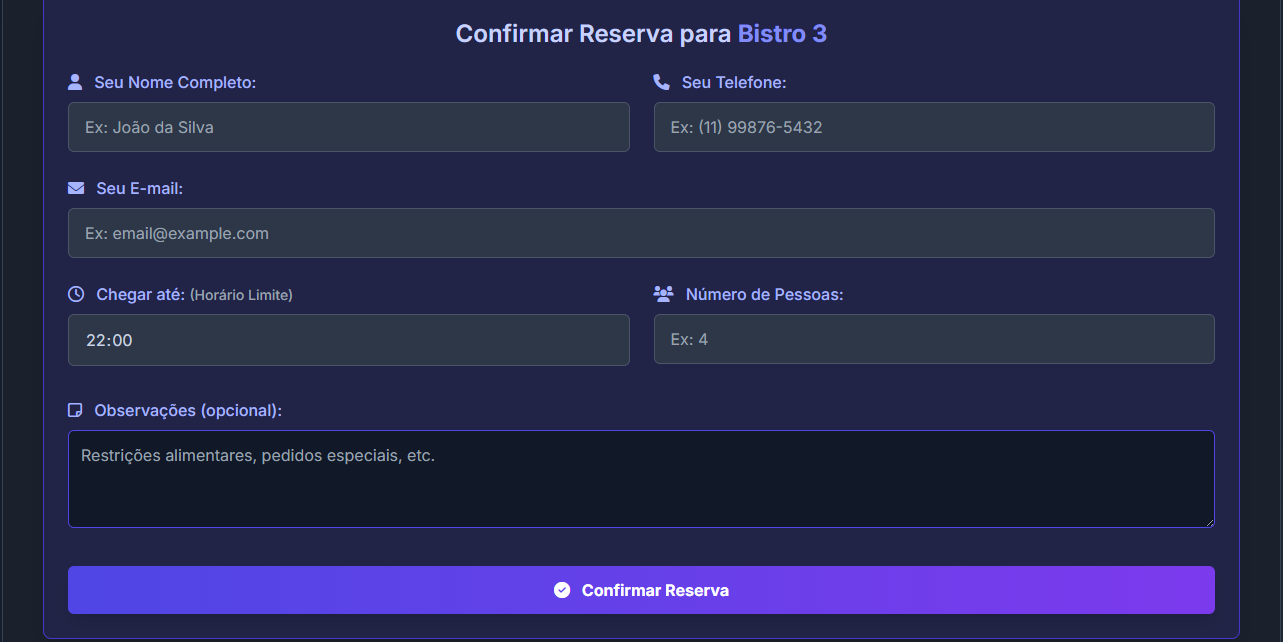 Confirmar Reserva para Bistro 3
Seu Nome Completo:
Seu Telefone:
Ex: João da Silva
Ex: (11) 99876-5432
Seu E-mail:
Ex: email@example.com
Chegar até: (Horário Limite)
Número de Pessoas:
22:00
Ex: 4
Observações (opcional):
Restrições alimentares, pedidos especiais, etc.
Confirmar Reserva